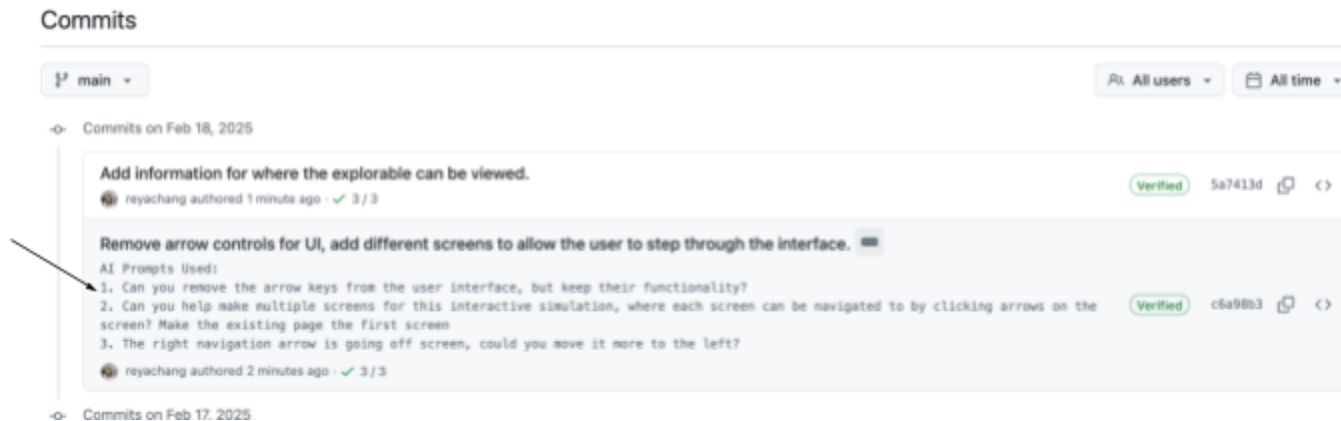 Commits
main
All users
All time
Commits on Feb 18, 2025
Add information for where the explorable can be viewed.
reyachang authored 1 minute ago · ✓ 3 / 3
Verified
5a7413d
Remove arrow controls for UI, add different screens to allow the user to step through the interface.
AI Prompts Used:
1. Can you remove the arrow keys from the user interface, but keep their functionality?
2. Can you help make multiple screens for this interactive simulation, where each screen can be navigated to by clicking arrows on the
screen? Make the existing page the first screen
3. The right navigation arrow is going off screen, could you move it more to the left?
Verified
c6a98b3
reyachang authored 2 minutes ago · ✓ 3 / 3
Commits on Feb 17, 2025